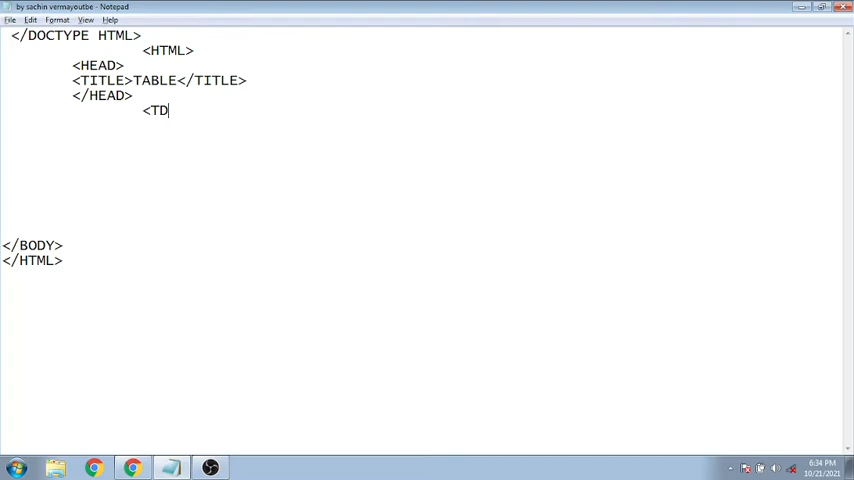 by sachin vermayoutbe - Notepad
File Edit Format View Help
</DOCTYPE HTML>
<HTML>
<HEAD>
<TITLE>TABLE</TITLE>
</HEAD>
<TD
</BODY>
</HTML>
6:34 PM
10/21/2021